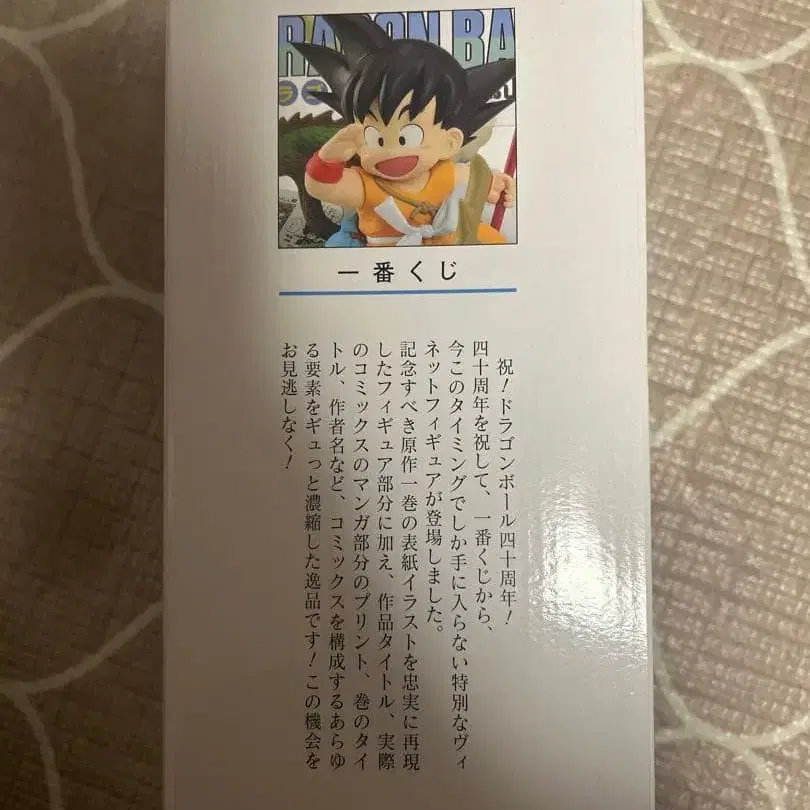 RAGON BA
ラゴ
一番くじ
祝！ドラゴンボール四十周年！
四十周年を祝して、一番くじから、
今このタイミングでしか手に入らない特別なヴィ
ネットフィギュアが登場しました。
記念すべき原作一巻の表紙イラストを忠実に再現
したフィギュア部分に加え、作品タイトル、実際
のコミックスのマンガ部分のプリント、巻のタイ
トル、作者名など、コミックスを構成するあらゆ
る要素をギュっと濃縮した逸品です！この機会を
お見逃しなく！